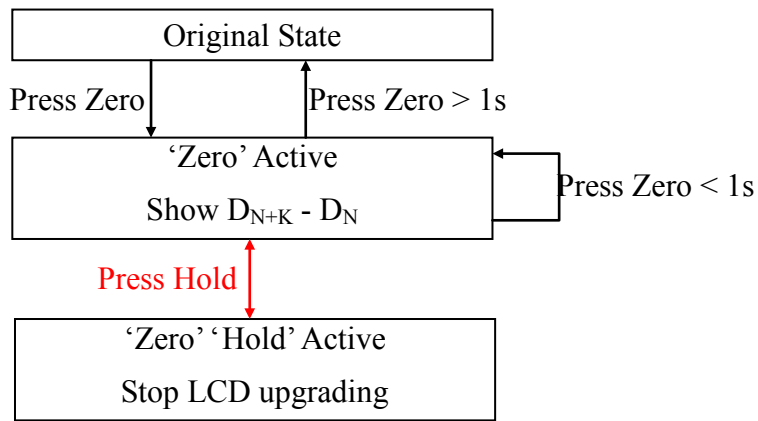 Original State
Press Zero
Press Zero > 1s
‘Zero’ Active
Show D_{N+K} - D_N
Press Zero < 1s
Press Hold
‘Zero’ ‘Hold’ Active
Stop LCD upgrading